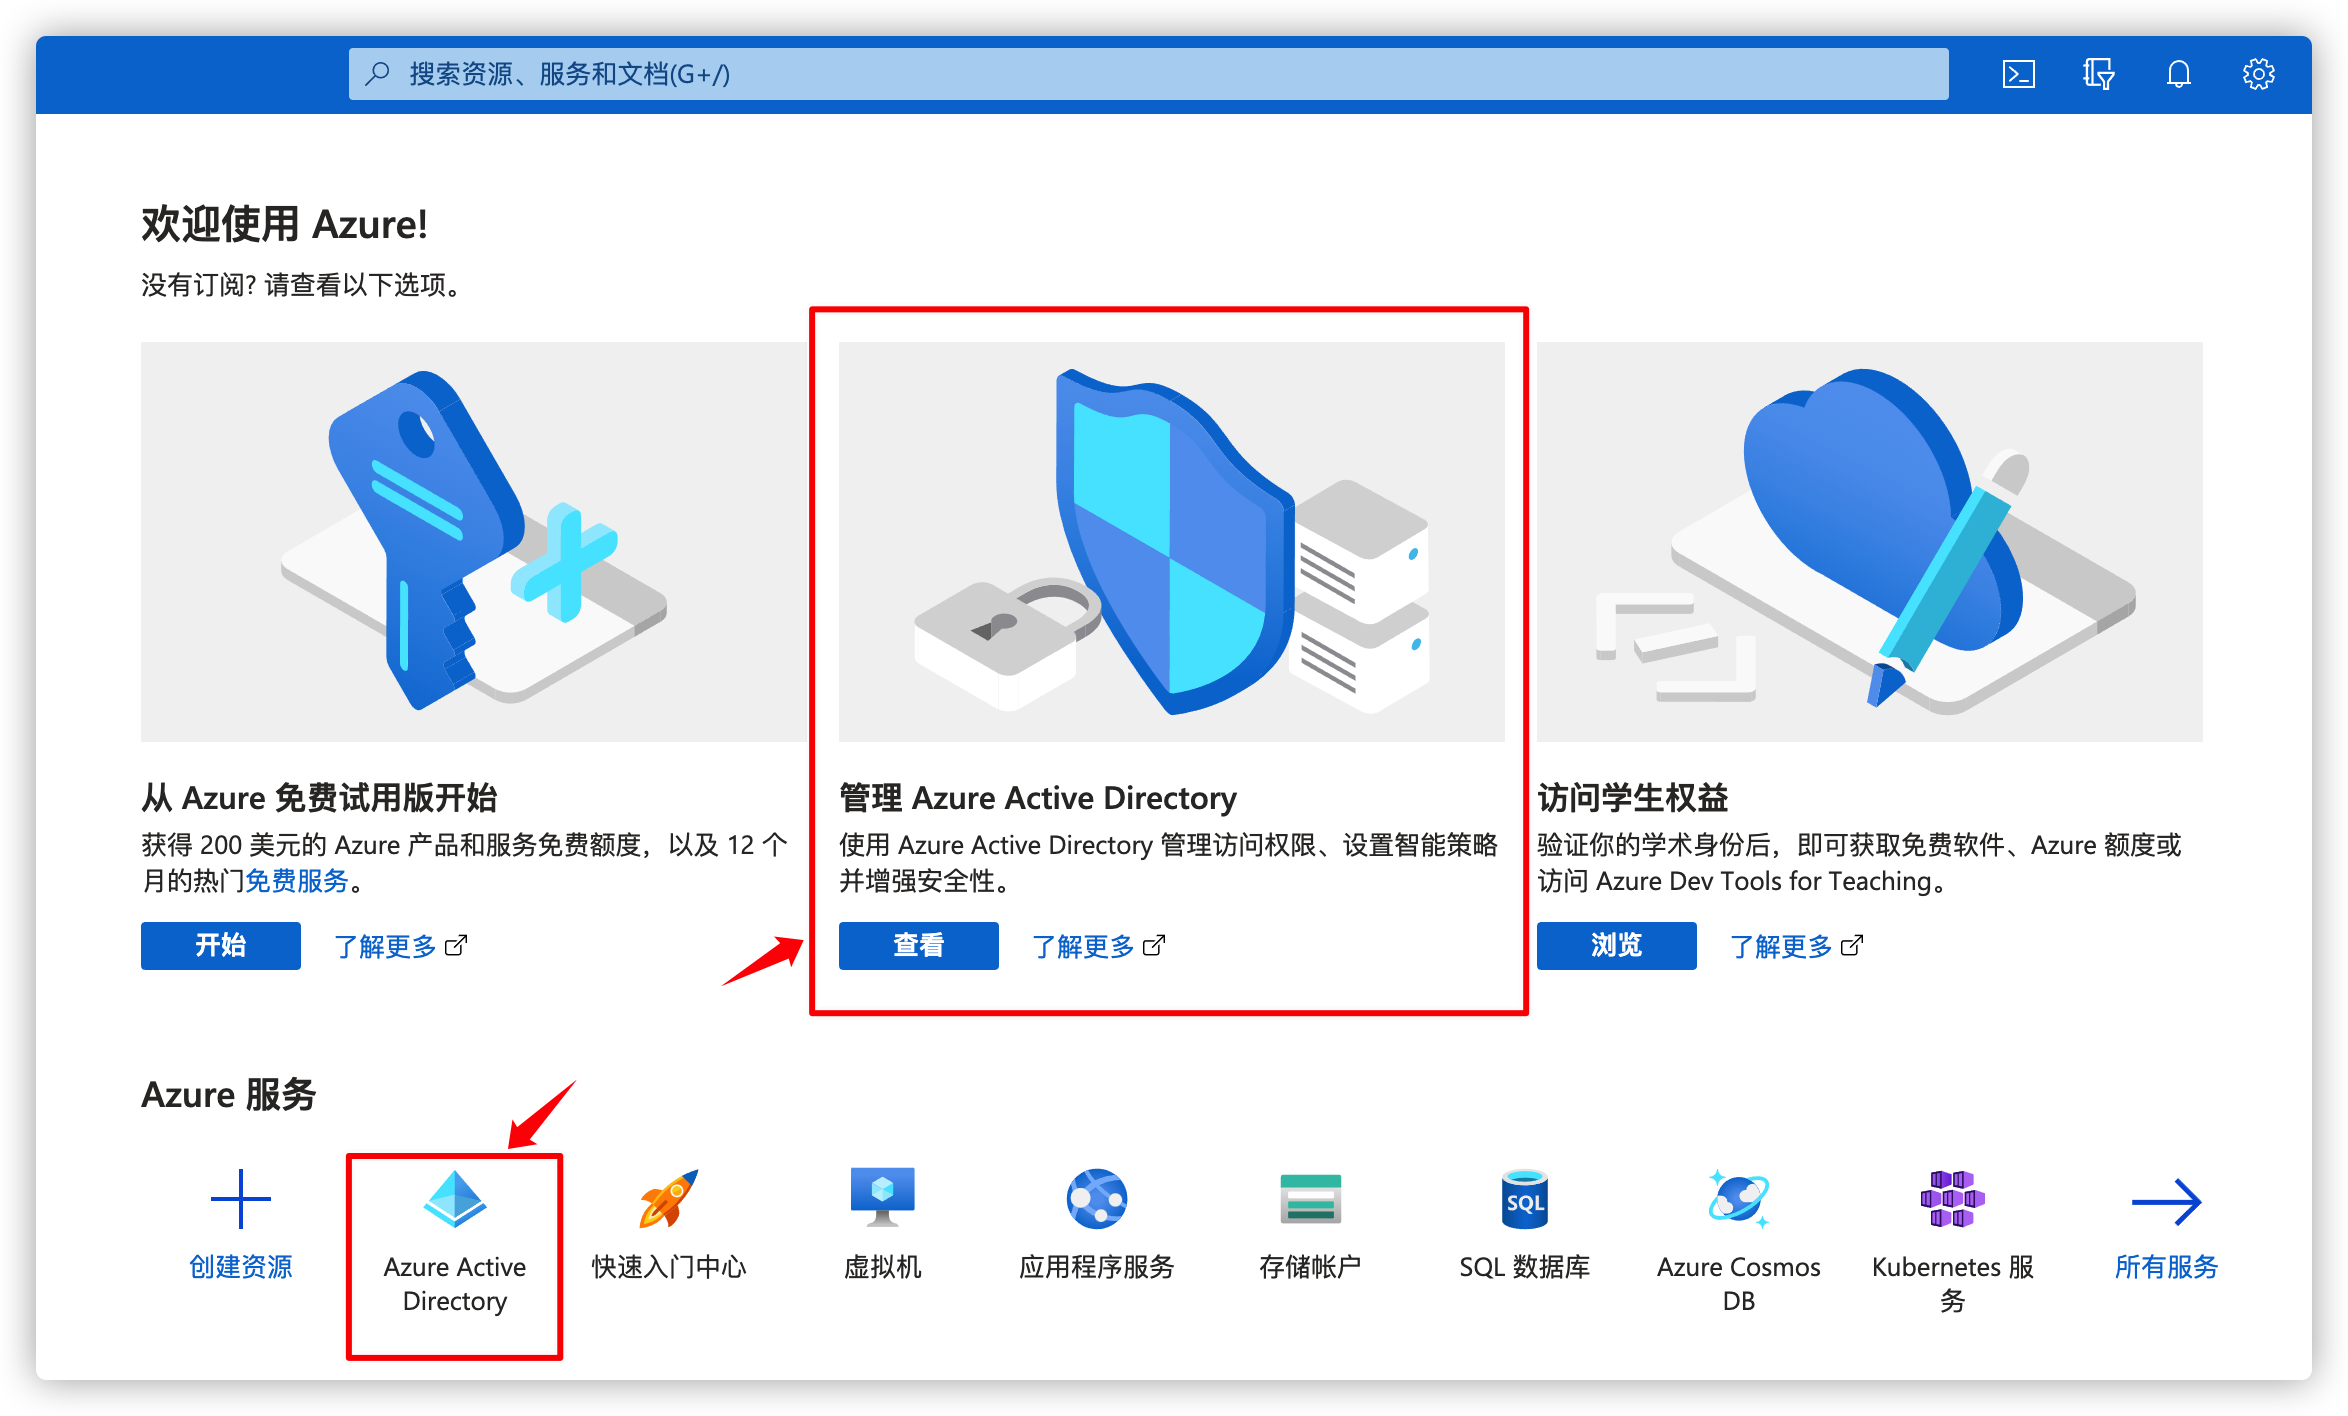 搜索资源、服务和文档(G+/)
欢迎使用 Azure!
没有订阅? 请查看以下选项。
从 Azure 免费试用版开始
获得 200 美元的 Azure 产品和服务免费额度，以及 12 个
月的热门免费服务。
开始
了解更多
管理 Azure Active Directory
使用 Azure Active Directory 管理访问权限、设置智能策略
并增强安全性。
查看
了解更多
访问学生权益
验证你的学术身份后，即可获取免费软件、Azure 额度或
访问 Azure Dev Tools for Teaching。
浏览
了解更多
Azure 服务
创建资源
Azure Active
Directory
快速入门中心
虚拟机
应用程序服务
存储帐户
SQL
SQL 数据库
Azure Cosmos
DB
Kubernetes 服
务
所有服务